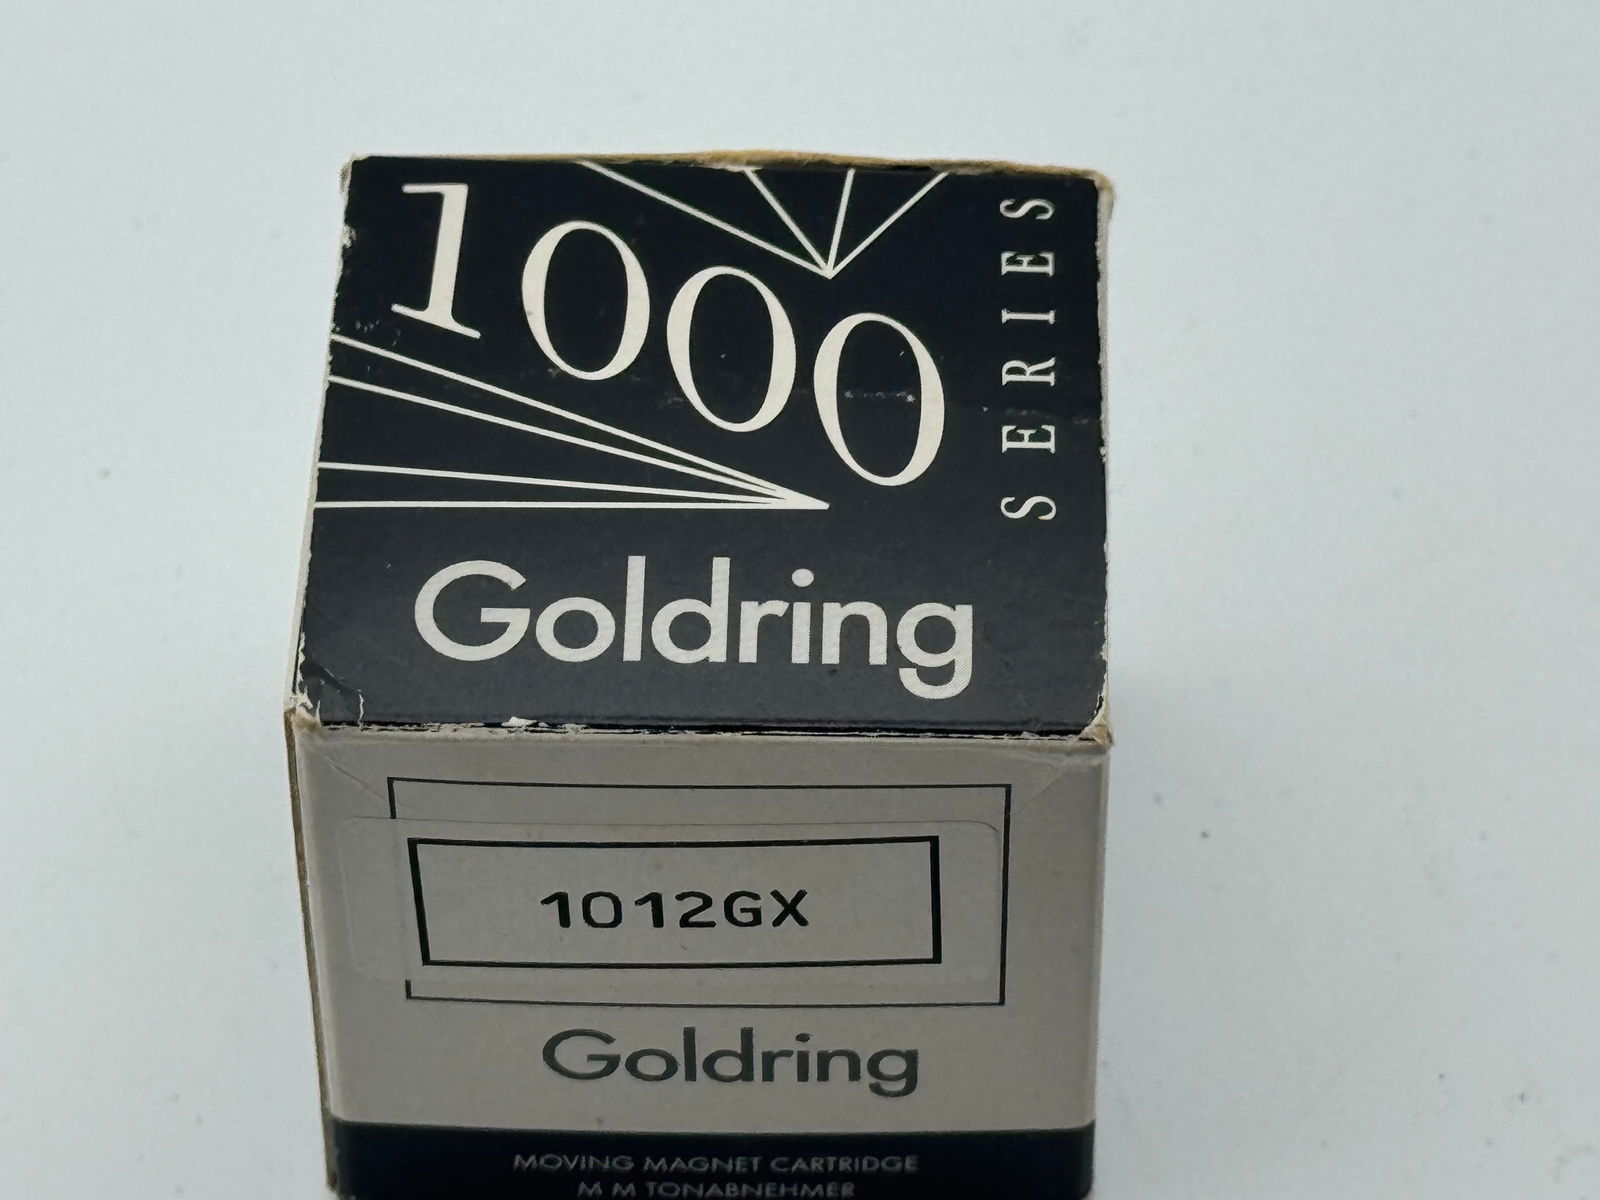 1000
SERIES
Goldring
1012GX
Goldring
MOVING MAGNET CARTRIDGE
M M TONABNEHMER